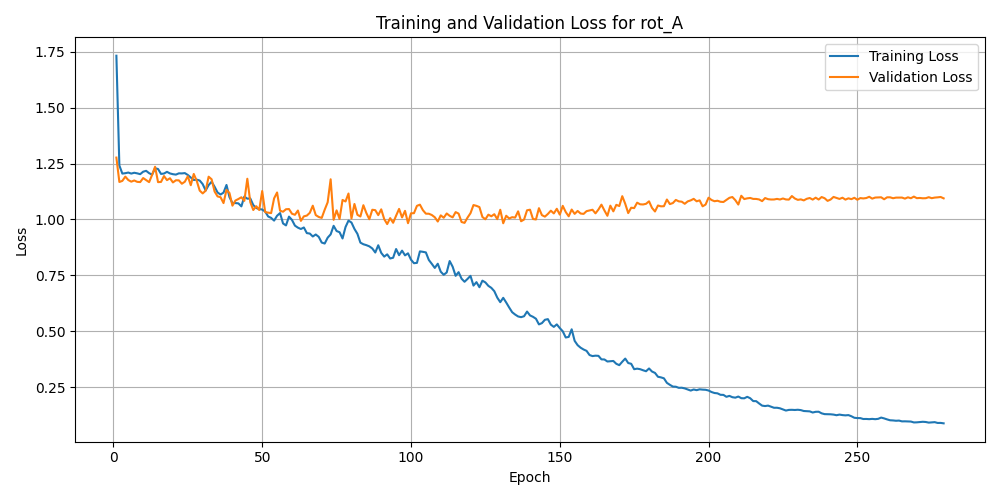 Training and Validation Loss for rot_A
Training Loss
Validation Loss
Loss
1.75
1.50
1.25
1.00
0.75
0.50
0.25
0 50 100 150 200 250
Epoch